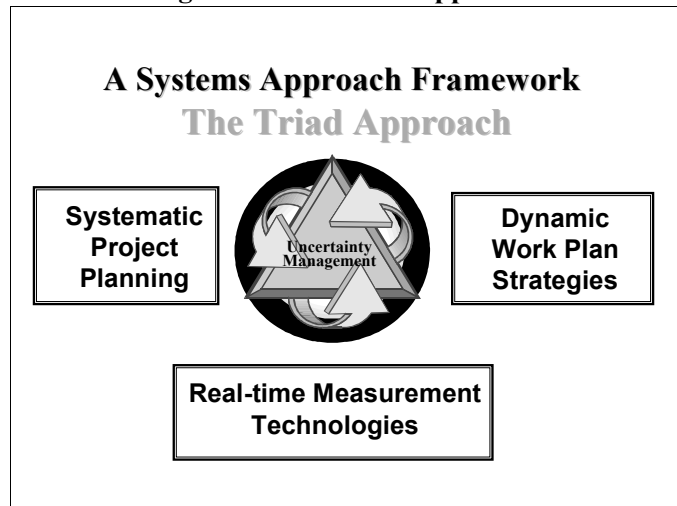 A Systems Approach Framework
The Triad Approach
Systematic
Project
Planning
Uncertainty
Management
Dynamic
Work Plan
Strategies
Real-time Measurement
Technologies